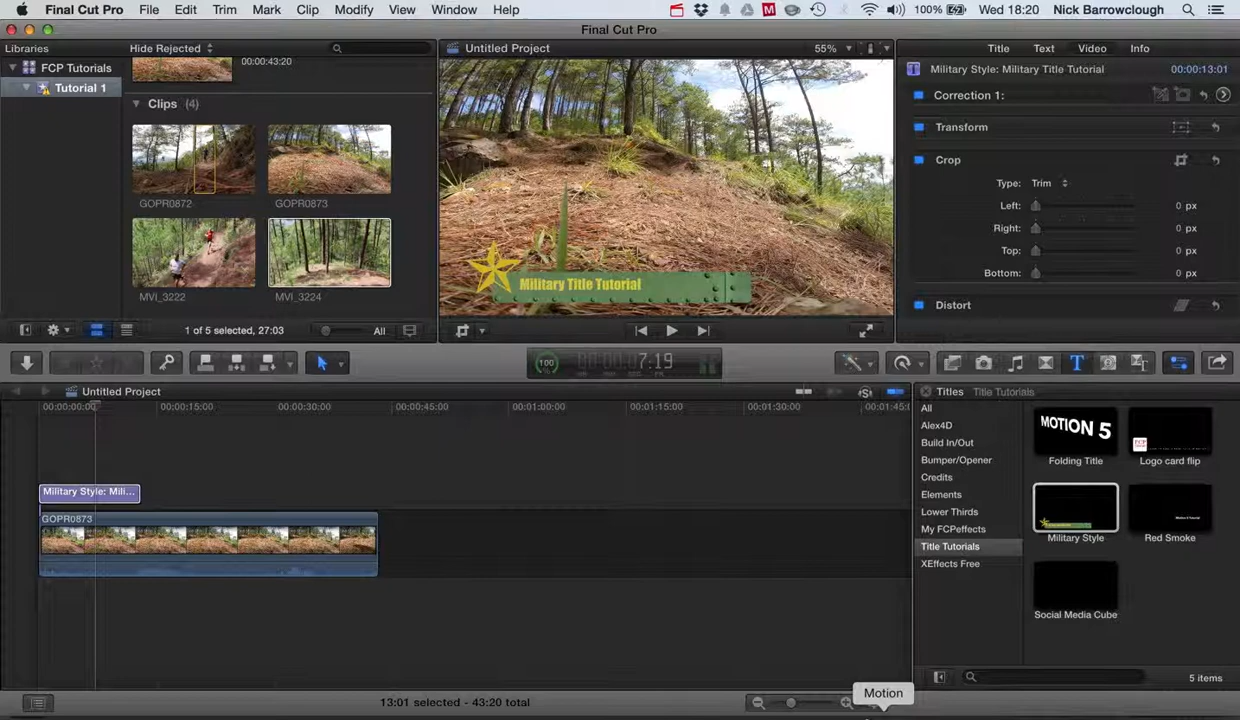 Final Cut Pro File Edit Trim Mark Clip Modify View Window Help 100% Wed 18:20 Nick Barrowclough
Final Cut Pro
Libraries Hide Rejected Untitled Project 55% Title Text Video Info
FCP Tutorials 00:00:43:20 Military Style: Military Title Tutorial 00:00:13:01
Tutorial 1 Clips (4) Correction 1:
Transform
Crop
Type: Trim
GOPR0872 GOPR0873 Left: 0 px
Right: 0 px
Top: 0 px
Bottom: 0 px
Military Title Tutorial
MVI_3222 MVI_3224 Distort
1 of 5 selected, 27:03 All
100 7:19
Untitled Project Titles Title Tutorials
00:00:00:00 00:00:15:00 00:00:30:00 00:00:45:00 00:01:00:00 00:01:15:00 00:01:30:00 00:01:45:0
All
Alex4D
Build In/Out
Bumper/Opener
Credits
Elements
Lower Thirds
My FCPeffects
Title Tutorials
XEffects Free
MOTION 5
Folding Title Logo card flip
Military Style Red Smoke
Social Media Cube
Military Style: Mili...
GOPR0873
5 items
Motion
13:01 selected - 43:20 total